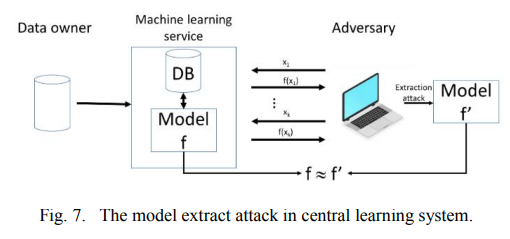 Data owner
Machine learning
service
Adversary
DB
Model
f
x₁
f(x₁)
⋮
xₖ
f(xₖ)
Extraction
attack
Model
f'
f ≈ f'
Fig. 7. The model extract attack in central learning system.